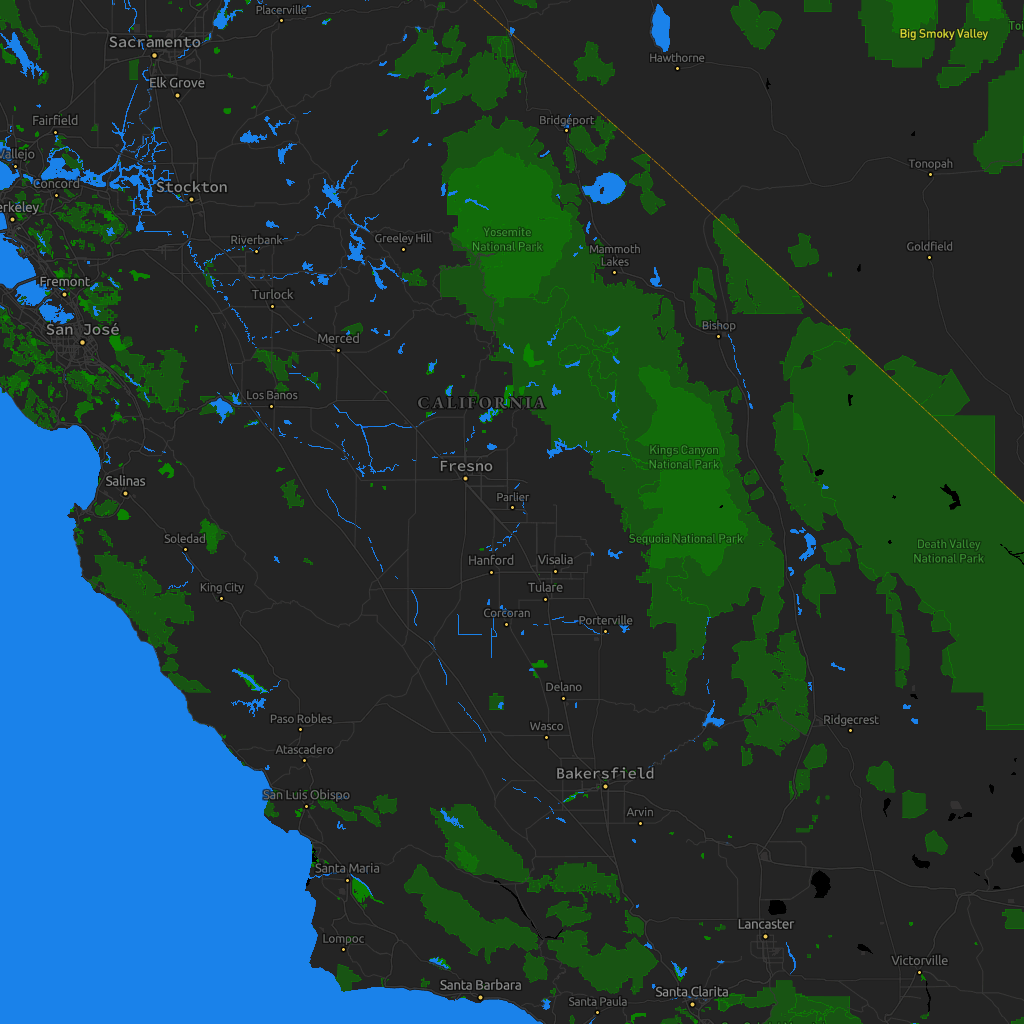 Placerville
Sacramento
Big Smoky Valley
Hawthorne
Elk Grove
Fairfield
Bridgeport
Vallejo
Tonopah
Concord
Stockton
erkeley
Yosemite
National Park
Riverbank
Greeley Hill
Goldfield
Mammoth
Lakes
Fremont
Turlock
San José
Bishop
Merced
Los Banos
CALIFORNIA
Kings Canyon
National Park
Fresno
Salinas
Parlier
Soledad
Sequoia National Park
Death Valley
National Park
Hanford
Visalia
King City
Tulare
Corcoran
Porterville
Delano
Paso Robles
Wasco
Ridgecrest
Atascadero
Bakersfield
San Luis Obispo
Arvin
Santa Maria
Lancaster
Lompoc
Victorville
Santa Barbara
Santa Clarita
Santa Paula